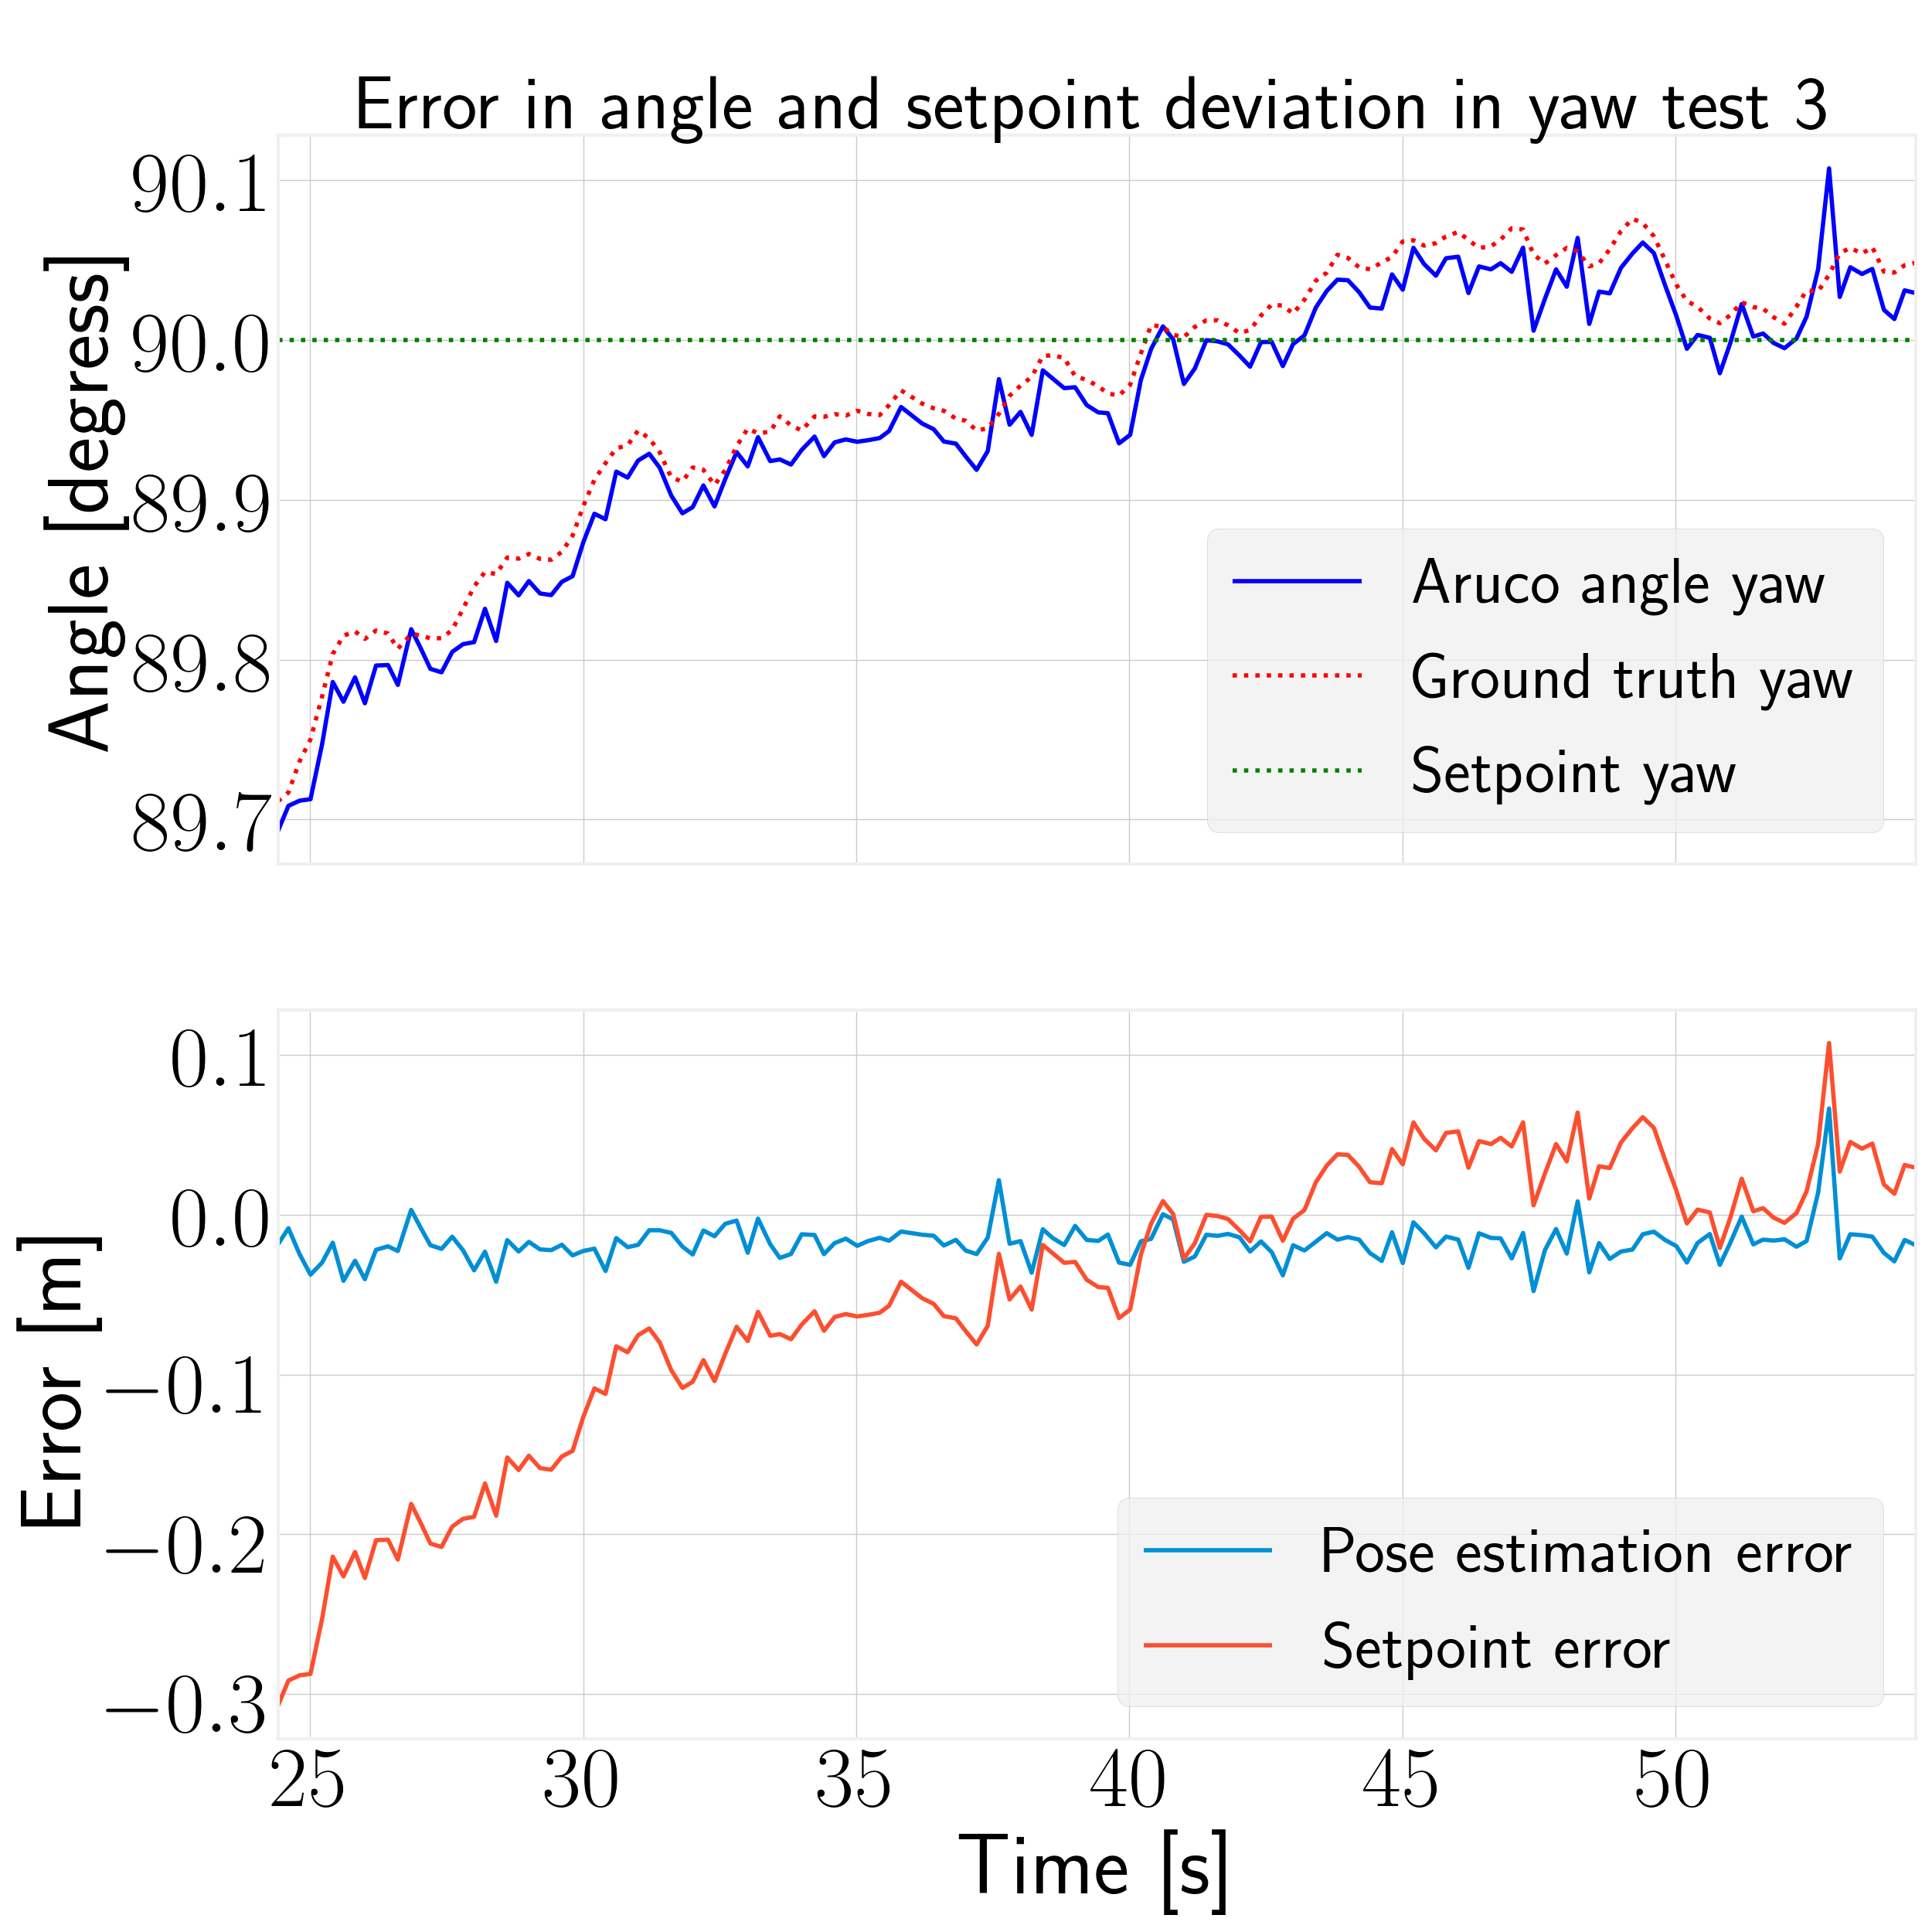 Error in angle and setpoint deviation in yaw test 3
Angle [degress]
90.1
90.0
89.9
89.8
89.7
Aruco angle yaw
Ground truth yaw
Setpoint yaw
Error [m]
0.1
0.0
−0.1
−0.2
−0.3
Pose estimation error
Setpoint error
25 30 35 40 45 50
Time [s]